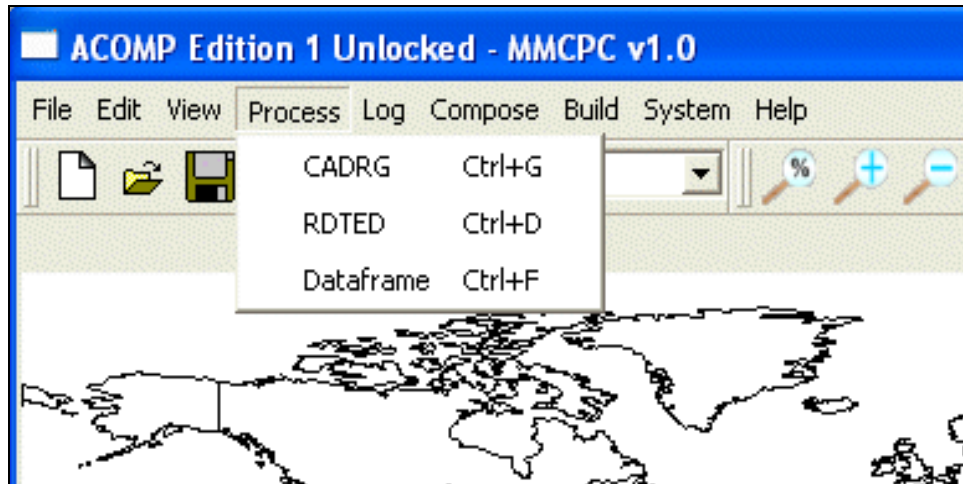 ACOMP Edition 1 Unlocked - MMCPC v1.0
File Edit View Process Log Compose Build System Help
%
CADRG Ctrl+G
RDTED Ctrl+D
Dataframe Ctrl+F